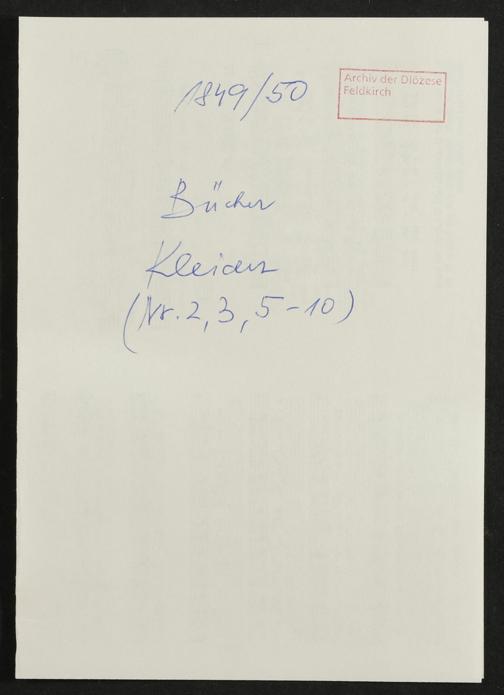 1849/50
Archiv der Diözese
Feldkirch
Bücher
Kleider
(Nr. 2, 3, 5-10)